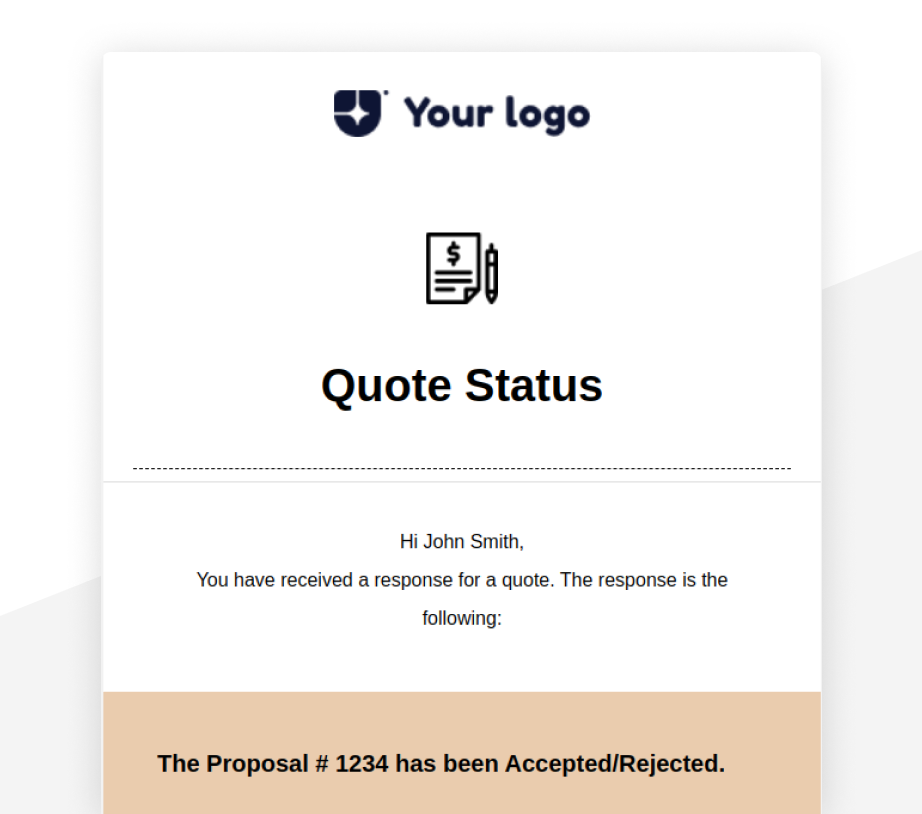 Your logo
$
Quote Status
Hi John Smith,
You have received a response for a quote. The response is the
following:
The Proposal # 1234 has been Accepted/Rejected.